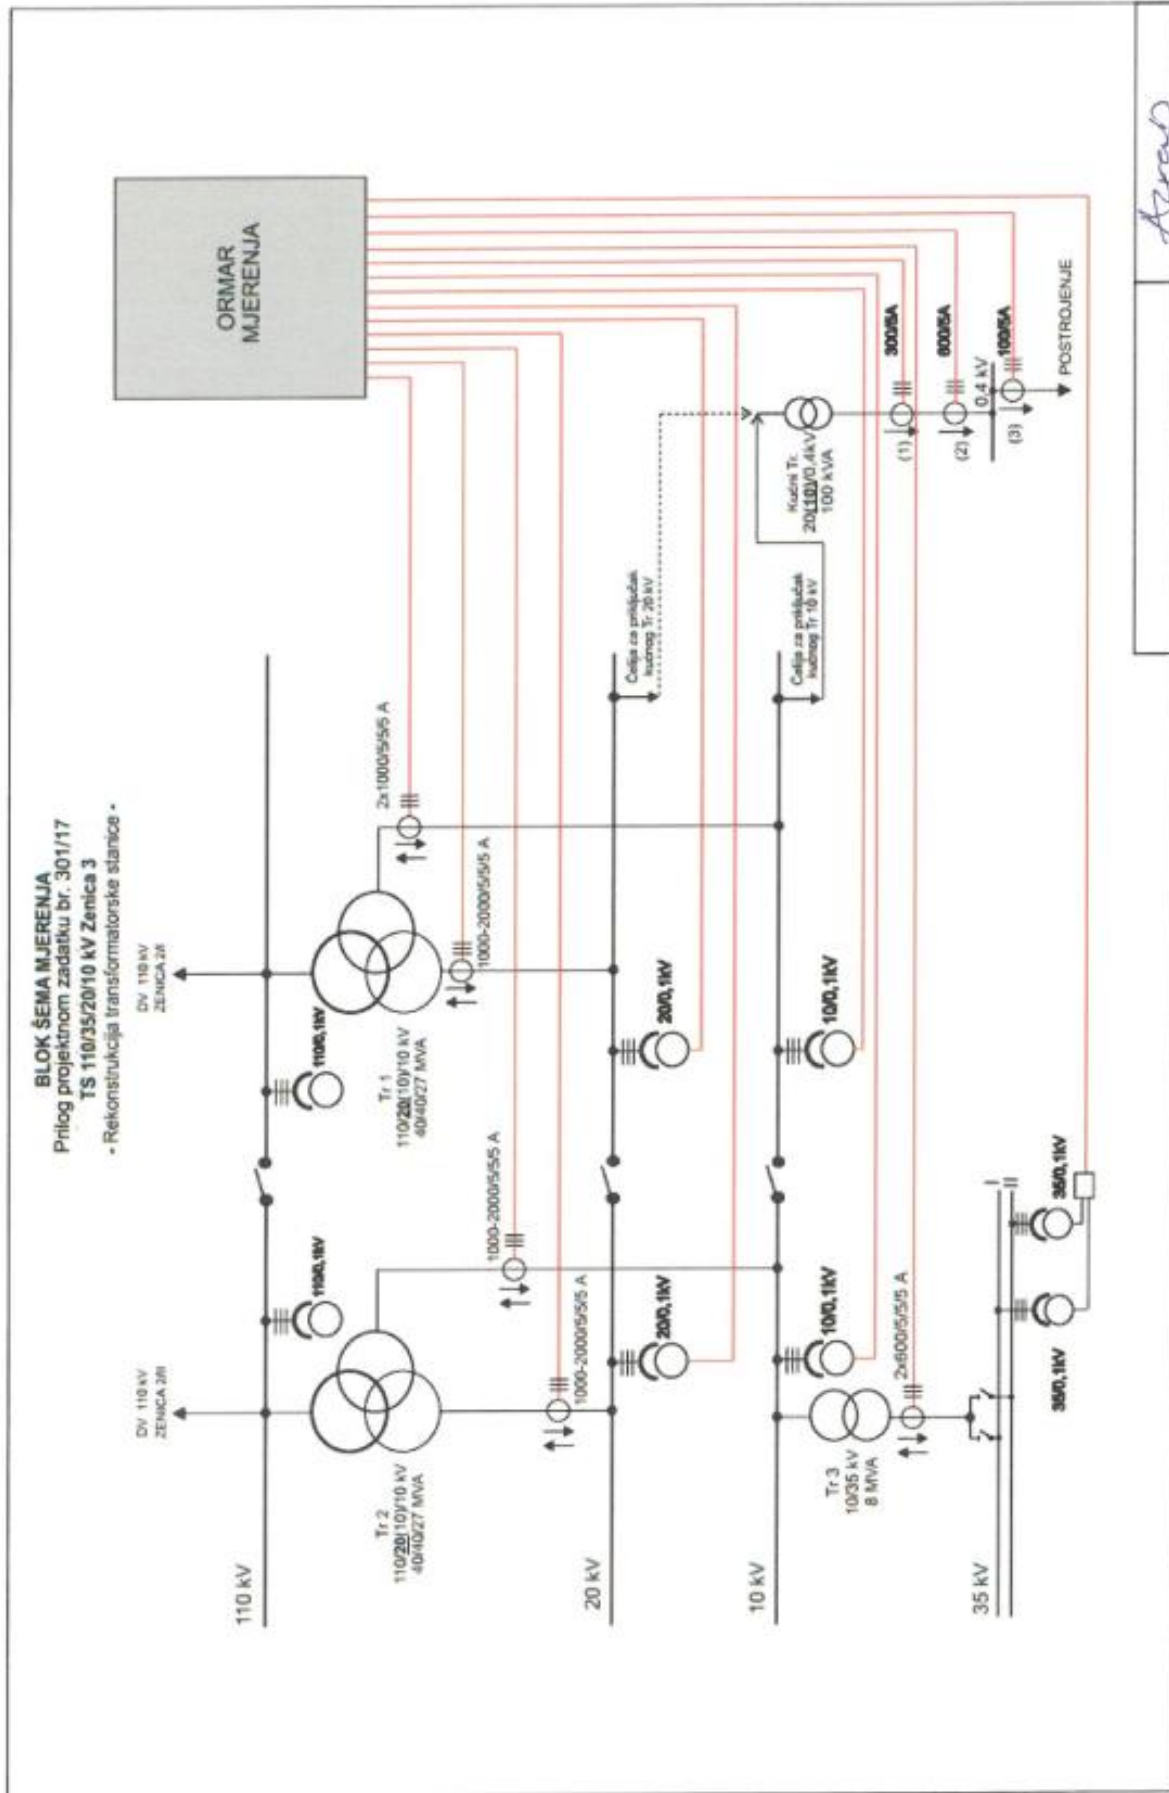 BLOK ŠEMA MJERENJA
Prilog projektnom zadatku br. 301/17
TS 110/35/20/10 kV Zenica 3
- Rekonstrukcija transformatorske stanice -
ORMAR
MJERENJA
DV 110 kV
ZENICA 2/II
DV 110 kV
ZENICA 2/I
110 kV
110/0,1kV
110/0,1kV
Tr 2
110/20(10)/10 kV
40/40/27 MVA
Tr 1
110/20(10)/10 kV
40/40/27 MVA
2x1000/5/5/5 A
1000-2000/5/5/5 A
1000-2000/5/5/5 A
1000-2000/5/5/5 A
20 kV
20/0,1kV
20/0,1kV
Ćelija za priključak
kućnog Tr 20 kV
10 kV
10/0,1kV
10/0,1kV
Ćelija za priključak
kućnog Tr 10 kV
Kućni Tr.
20(10)/0,4kV
100 kVA
300/5A
(1)
600/5A
(2)
0,4 kV
100/5A
(3)
POSTROJENJE
Tr 3
10/35 kV
8 MVA
2x600/5/5/5 A
35 kV
I
II
35/0,1kV
35/0,1kV